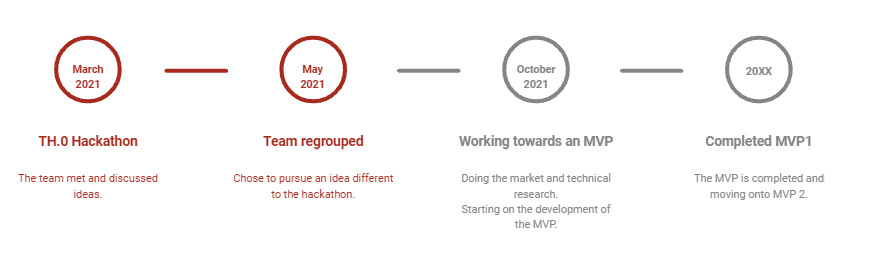 March
2021
May
2021
October
2021
20XX
TH.0 Hackathon
Team regrouped
Working towards an MVP
Completed MVP1
The team met and discussed
ideas.
Chose to pursue an idea different
to the hackathon.
Doing the market and technical
research.
Starting on the development of
the MVP.
The MVP is completed and
moving onto MVP 2.